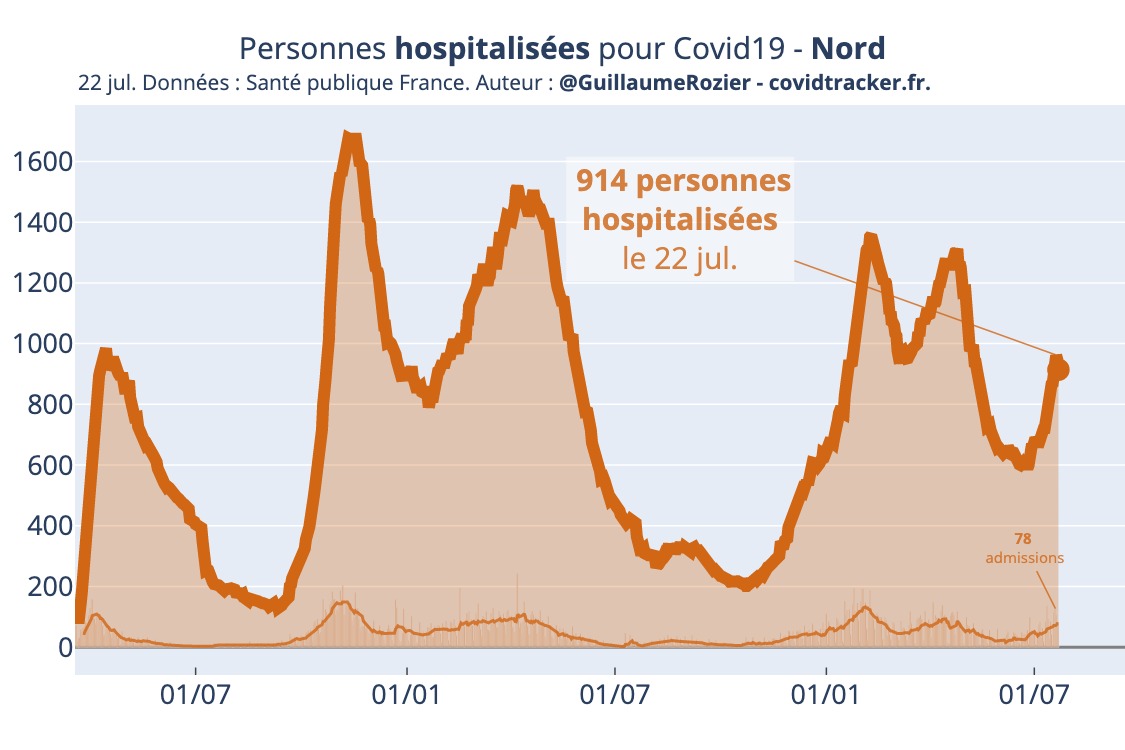 Personnes hospitalisées pour Covid19 - Nord
22 jul. Données : Santé publique France. Auteur : @GuillaumeRozier - covidtracker.fr.
1600
1400
1200
1000
800
600
400
200
0
914 personnes
hospitalisées
le 22 jul.
78
admissions
01/07
01/01
01/07
01/01
01/07